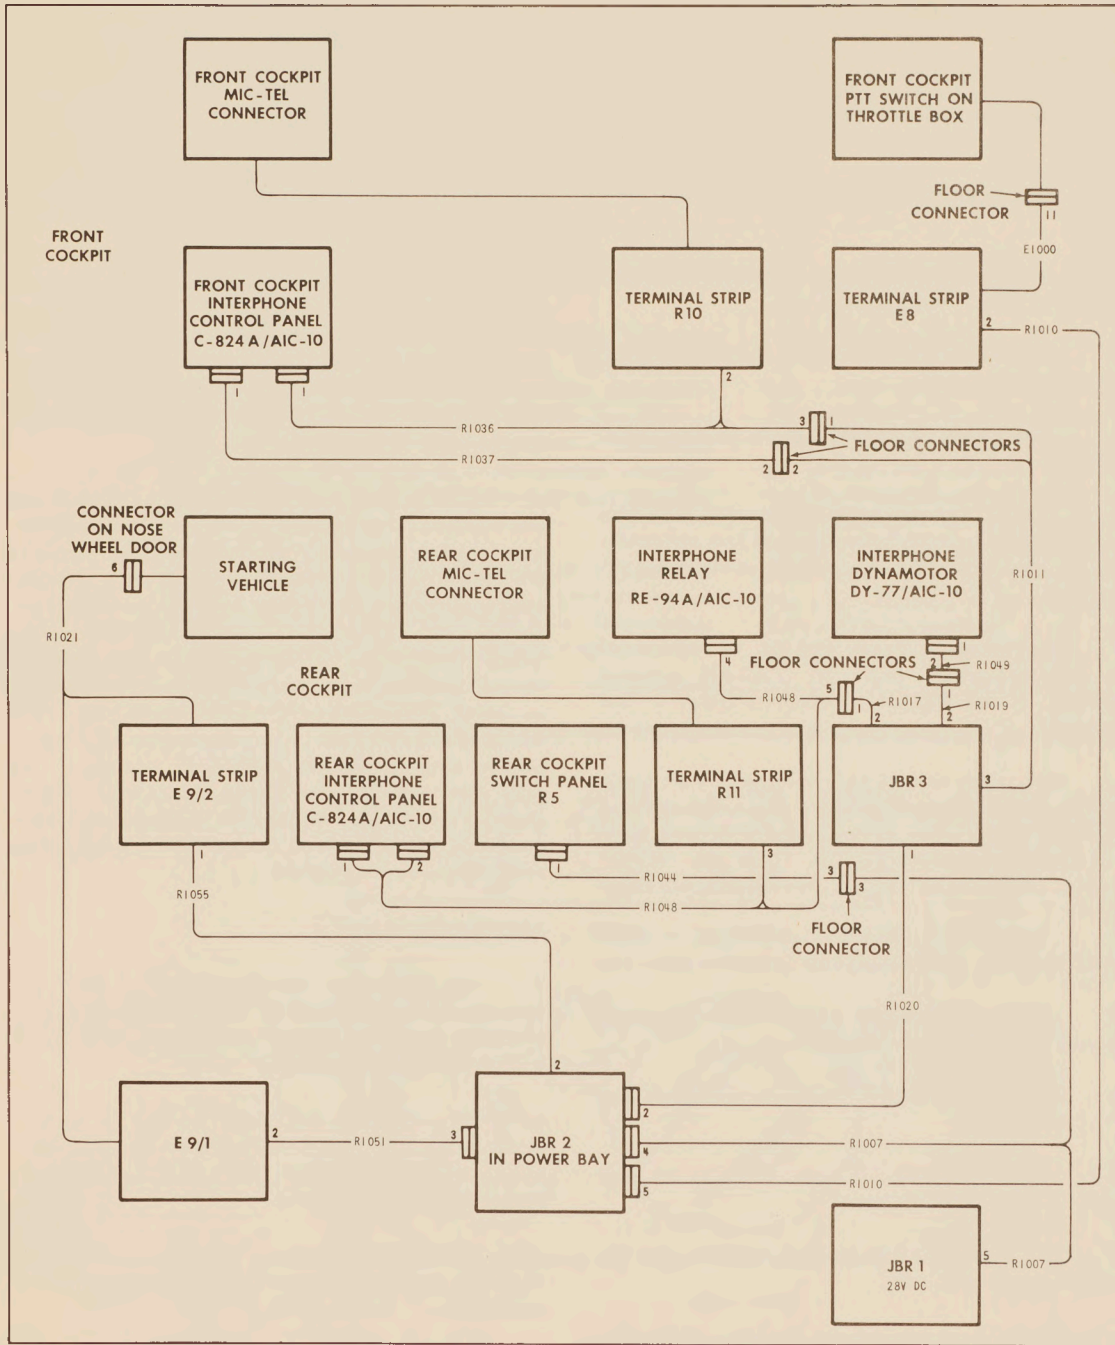 FRONT COCKPIT
MIC-TEL
CONNECTOR
FRONT COCKPIT
PTT SWITCH ON
THROTTLE BOX
FLOOR
CONNECTOR
11
E1000
FRONT
COCKPIT
FRONT COCKPIT
INTERPHONE
CONTROL PANEL
C-824A/AIC-10
1
1
TERMINAL STRIP
R10
2
TERMINAL STRIP
E8
2
R1010
R1036
3
1
FLOOR CONNECTORS
R1037
2
2
CONNECTOR
ON NOSE
WHEEL DOOR
6
STARTING
VEHICLE
REAR COCKPIT
MIC-TEL
CONNECTOR
INTERPHONE
RELAY
RE-94A/AIC-10
4
INTERPHONE
DYNAMOTOR
DY-77/AIC-10
1
R1011
R1021
REAR
COCKPIT
FLOOR CONNECTORS
2
R1049
1
R1048
5
1
R1017
2
R1019
2
TERMINAL STRIP
E 9/2
1
REAR COCKPIT
INTERPHONE
CONTROL PANEL
C-824A/AIC-10
1
2
REAR COCKPIT
SWITCH PANEL
R5
1
TERMINAL STRIP
R11
3
JBR 3
3
1
R1055
R1044
3
3
R1048
FLOOR
CONNECTOR
R1020
E 9/1
2
R1051
3
2
JBR 2
IN POWER BAY
2
4
R1007
5
R1010
JBR 1
28V DC
5
R1007